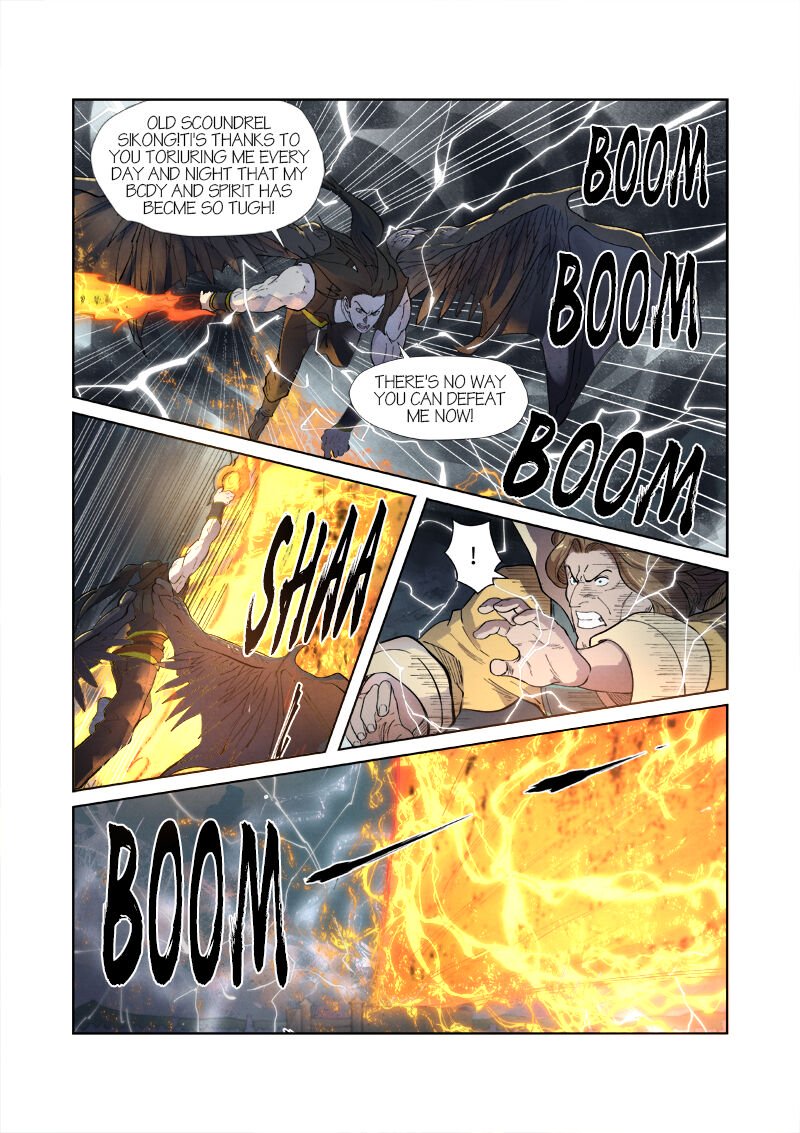 OLD SCOUNDREL
SIKONG!TI'S THANKS TO
YOU TORIURING ME EVERY
DAY AND NIGHT THAT MY
BCDY AND SPIRIT HAS
BECME SO TUGH!
BOOM
BOOM
THERE'S NO WAY
YOU CAN DEFEAT
ME NOW!
BOOM
SHAA
!
BOOM